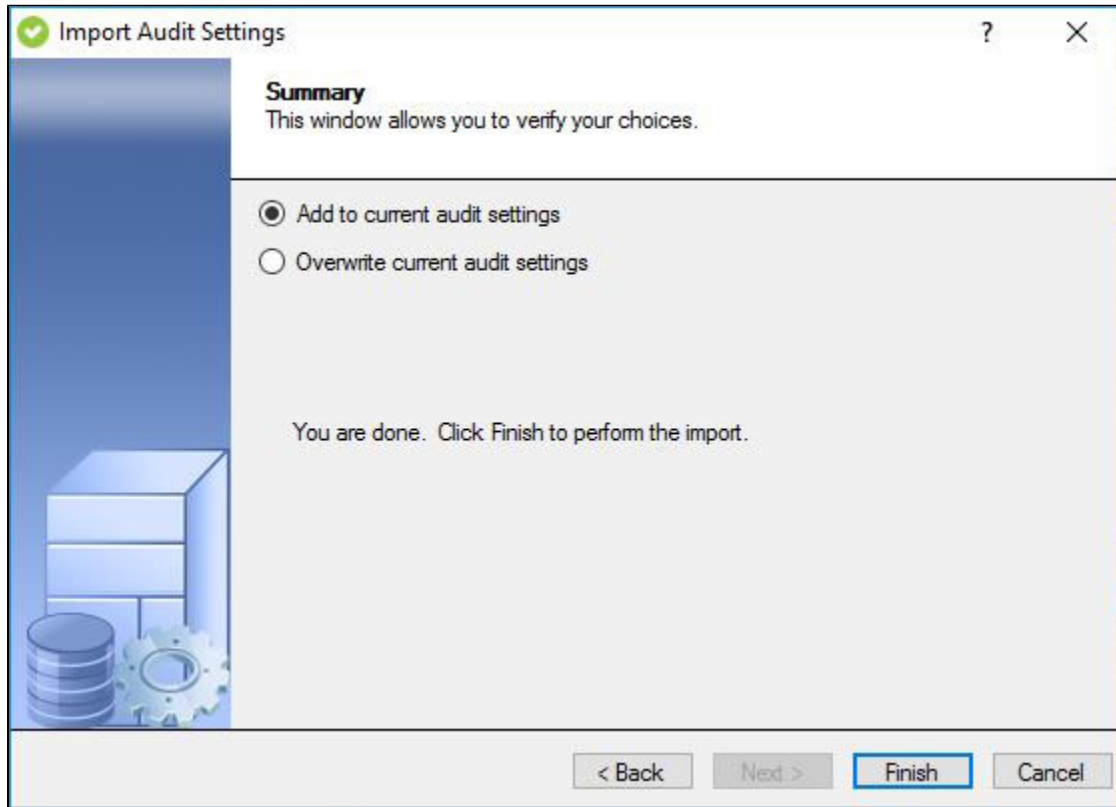 Import Audit Settings
?
Summary
This window allows you to verify your choices.
Add to current audit settings
Overwrite current audit settings
You are done. Click Finish to perform the import.
< Back Next > Finish Cancel